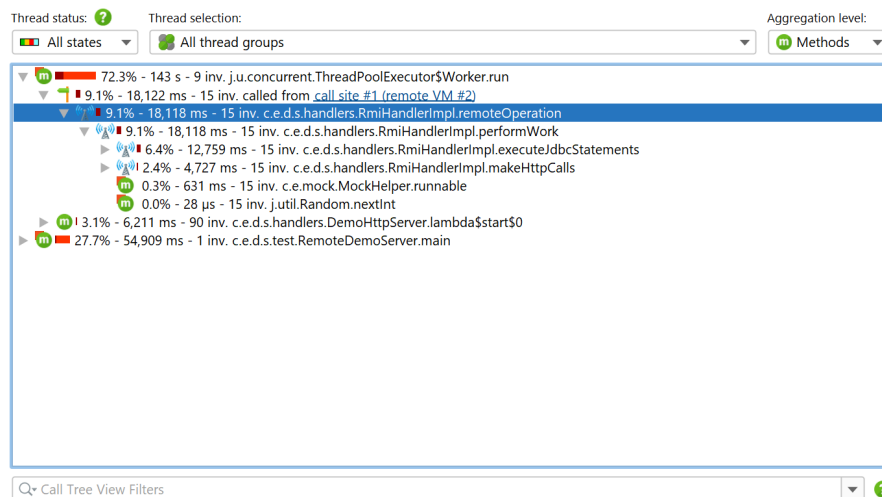 Thread status: ? Thread selection: Aggregation level:
All states All thread groups m Methods
m 72.3% - 143 s - 9 inv. j.u.concurrent.ThreadPoolExecutor$Worker.run
9.1% - 18,122 ms - 15 inv. called from call site #1 (remote VM #2)
9.1% - 18,118 ms - 15 inv. c.e.d.s.handlers.RmiHandlerImpl.remoteOperation
9.1% - 18,118 ms - 15 inv. c.e.d.s.handlers.RmiHandlerImpl.performWork
6.4% - 12,759 ms - 15 inv. c.e.d.s.handlers.RmiHandlerImpl.executeJdbcStatements
2.4% - 4,727 ms - 15 inv. c.e.d.s.handlers.RmiHandlerImpl.makeHttpCalls
m 0.3% - 631 ms - 15 inv. c.e.mock.MockHelper.runnable
m 0.0% - 28 µs - 15 inv. j.util.Random.nextInt
m 3.1% - 6,211 ms - 90 inv. c.e.d.s.handlers.DemoHttpServer.lambda$start$0
m 27.7% - 54,909 ms - 1 inv. c.e.d.s.test.RemoteDemoServer.main
Call Tree View Filters ?